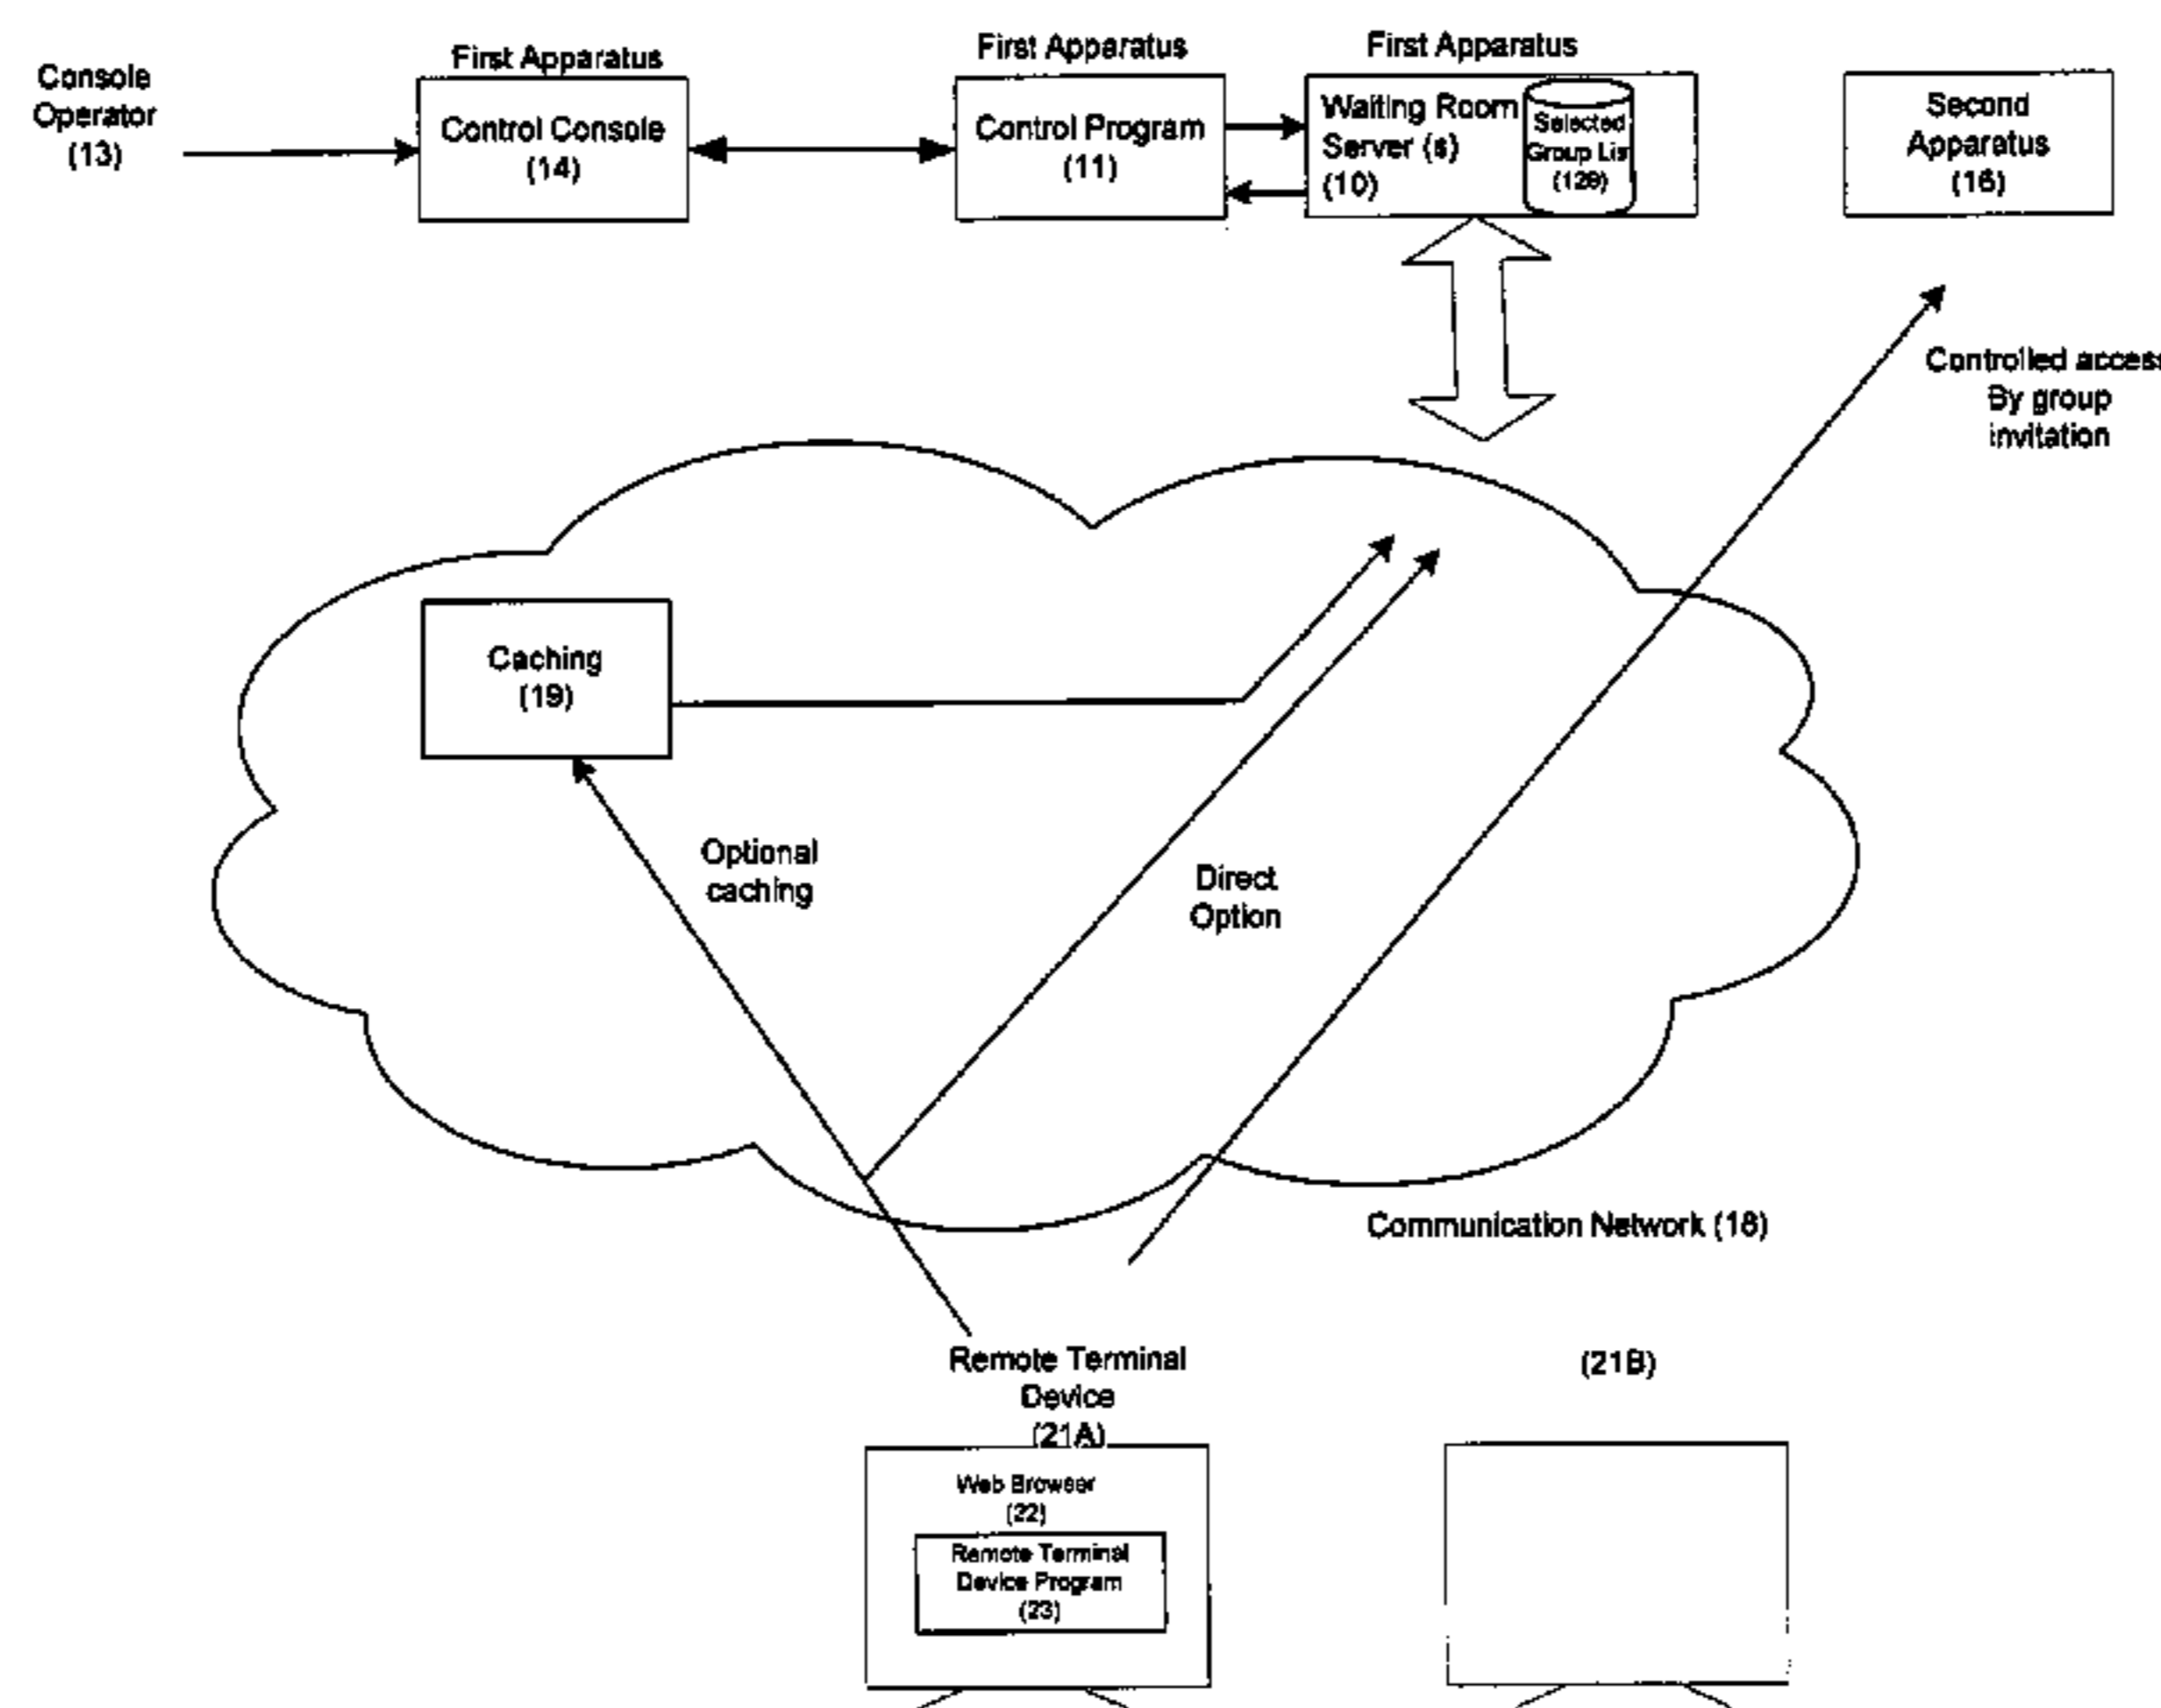 Console
Operator
(13)
First Apparatus
Control Console
(14)
First Apparatus
Control Program
(11)
First Apparatus
Waiting Room
Server (s)
(10)
Selected
Group Lis
(129)
Second
Apparatus
(16)
Controlled access
By group
invitation
Caching
(19)
Optional
caching
Direct
Option
Communication Network (18)
Remote Terminal
Device
(21A)
(21B)
Web Browser
(22)
Remote Terminal
Device Program
(23)